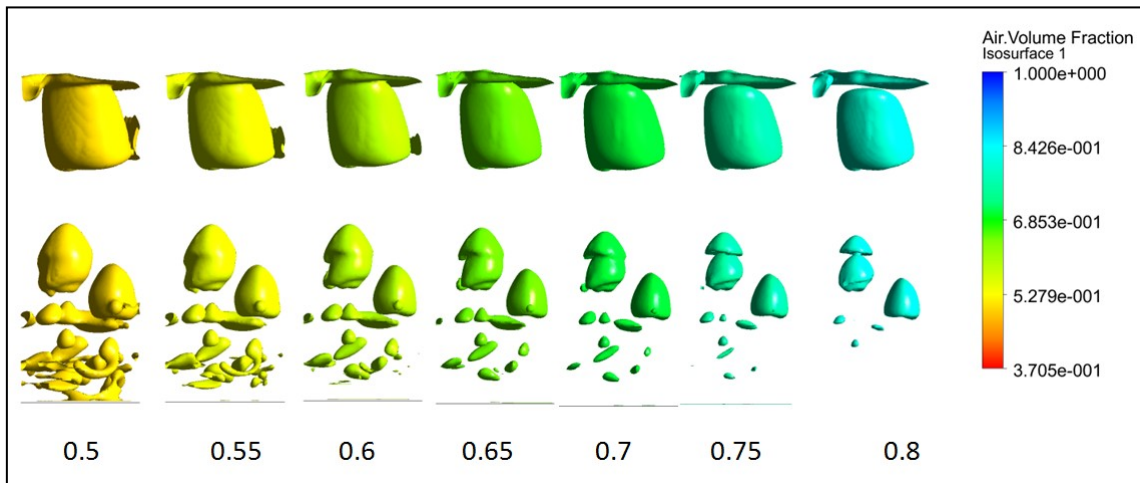 Air.Volume Fraction
Isosurface 1
1.000e+000
8.426e-001
6.853e-001
5.279e-001
3.705e-001
0.5 0.55 0.6 0.65 0.7 0.75 0.8